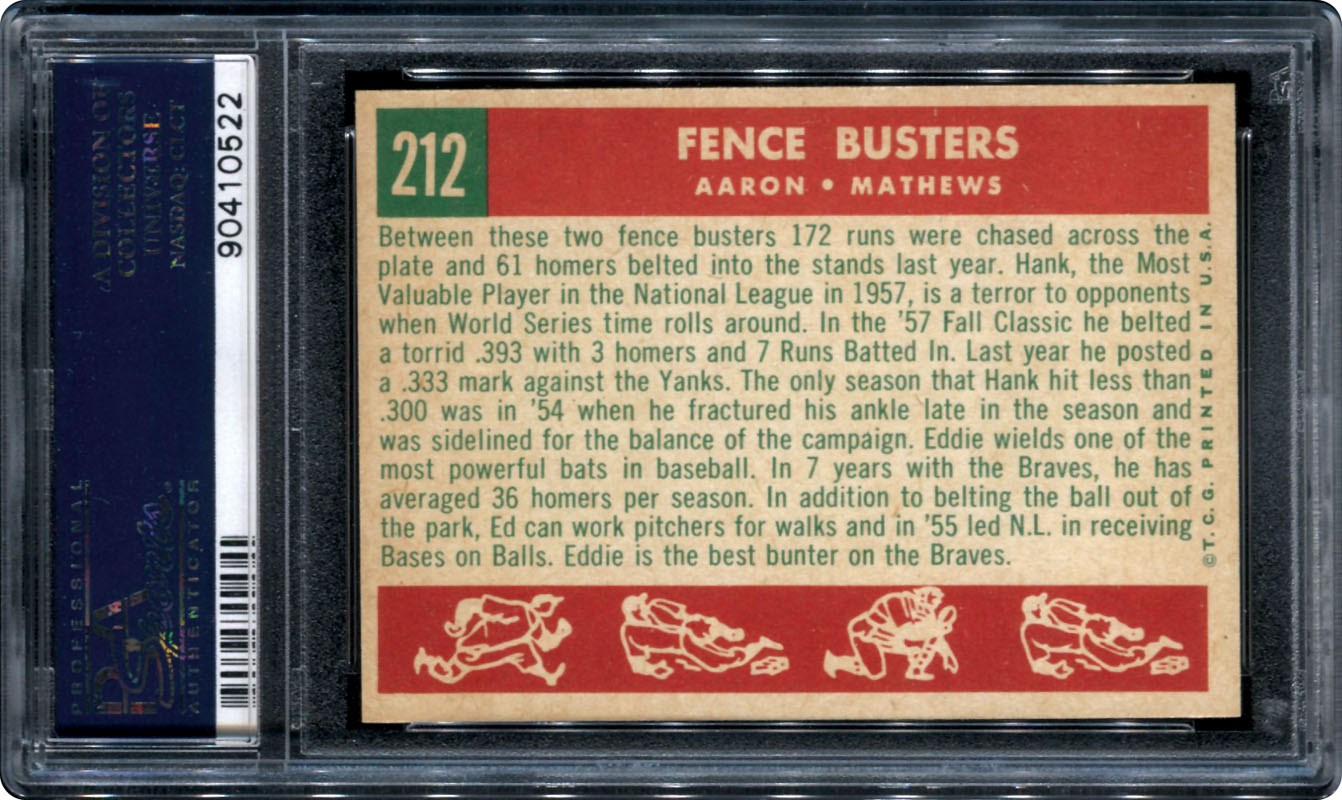 A DIVISION OF
COLLECTORS
UNIVERSE
NASDAQ: CLCT
90410522
PROFESSIONAL
PSA
AUTHENTICATOR
212
FENCE BUSTERS
AARON • MATHEWS
Between these two fence busters 172 runs were chased across the
plate and 61 homers belted into the stands last year. Hank, the Most
Valuable Player in the National League in 1957, is a terror to opponents
when World Series time rolls around. In the '57 Fall Classic he belted
a torrid .393 with 3 homers and 7 Runs Batted In. Last year he posted
a .333 mark against the Yanks. The only season that Hank hit less than
.300 was in '54 when he fractured his ankle late in the season and
was sidelined for the balance of the campaign. Eddie wields one of the
most powerful bats in baseball. In 7 years with the Braves, he has
averaged 36 homers per season. In addition to belting the ball out of
the park, Ed can work pitchers for walks and in '55 led N.L. in receiving
Bases on Balls. Eddie is the best bunter on the Braves.
©T. C. G. PRINTED IN U.S.A.
PSA